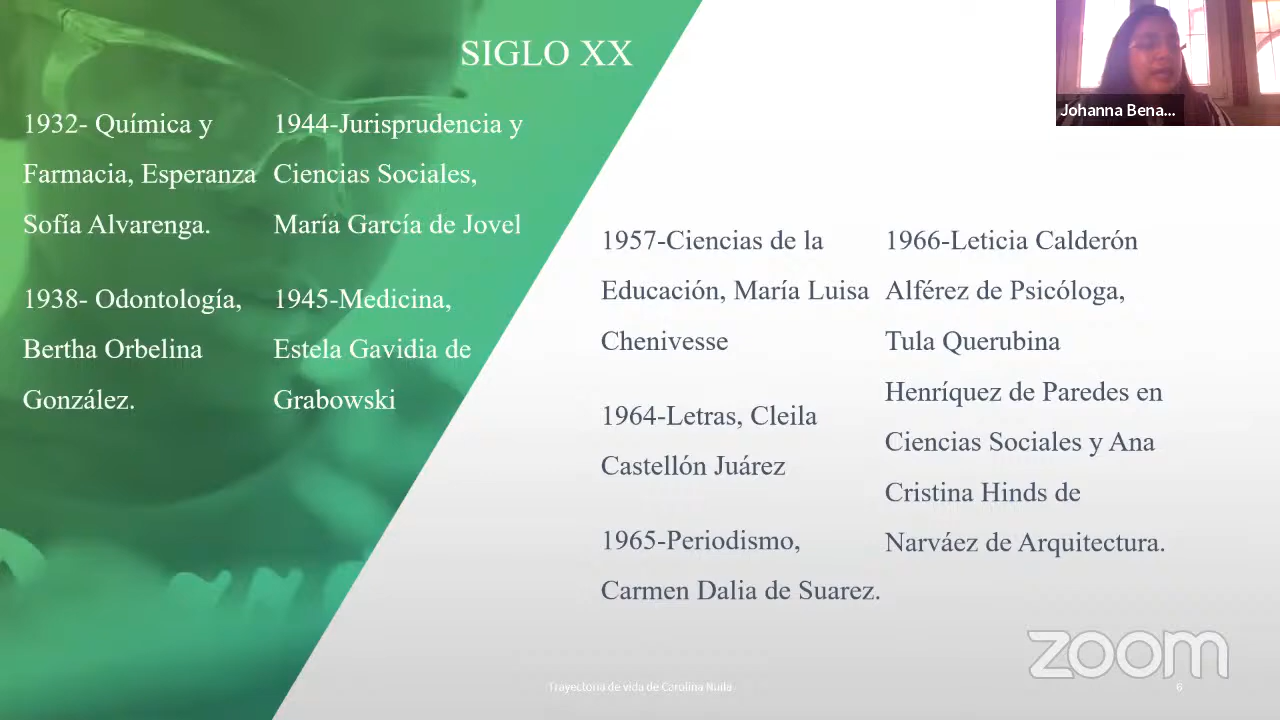 SIGLO XX
1932- Química y
Farmacia, Esperanza
Sofía Alvarenga.
1938- Odontología,
Bertha Orbelina
González.
1944-Jurisprudencia y
Ciencias Sociales,
María García de Jovel
1945-Medicina,
Estela Gavidia de
Grabowski
1957-Ciencias de la
Educación, María Luisa
Chenivesse
1964-Letras, Cleila
Castellón Juárez
1965-Periodismo,
Carmen Dalia de Suarez.
1966-Leticia Calderón
Alférez de Psicóloga,
Tula Querubina
Henríquez de Paredes en
Ciencias Sociales y Ana
Cristina Hinds de
Narváez de Arquitectura.
Johanna Bena...
zoom
Trayectoria de vida de Carolina Nuila
6